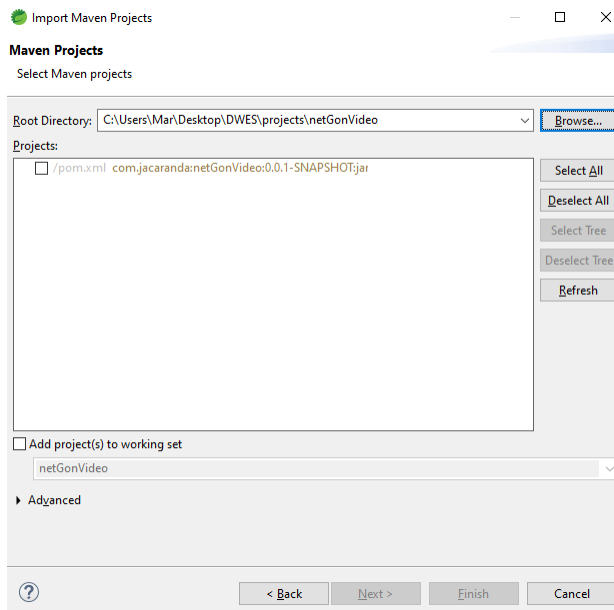 Import Maven Projects
Maven Projects
Select Maven projects
Root Directory: C:\Users\Mar\Desktop\DWES\projects\netGonVideo Browse...
Projects:
/pom.xml com.jacaranda:netGonVideo:0.0.1-SNAPSHOT:jar
Select All
Deselect All
Select Tree
Deselect Tree
Refresh
Add project(s) to working set
netGonVideo
Advanced
? < Back Next > Finish Cancel